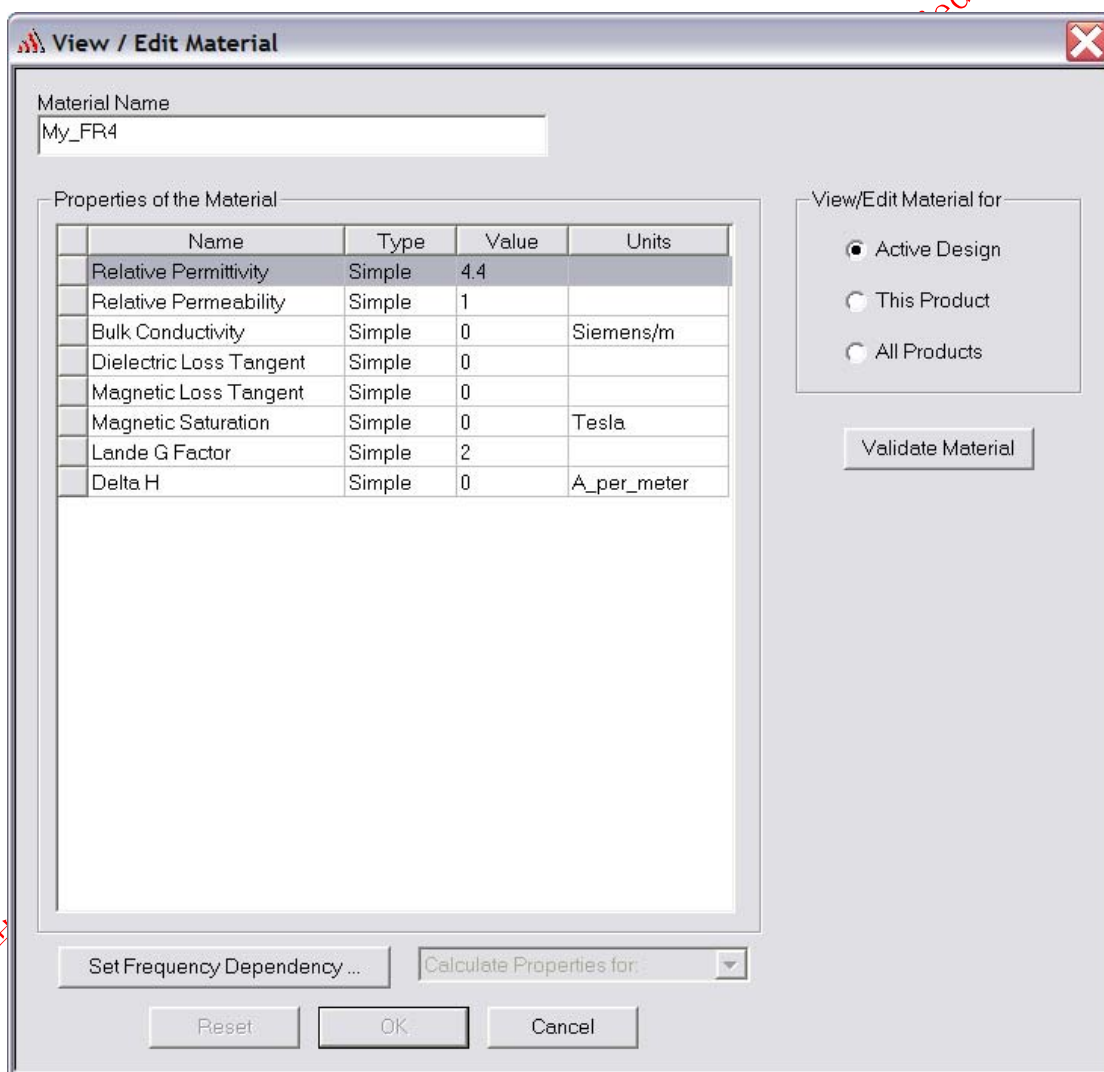 View / Edit Material
Material Name
My_FR4
Properties of the Material
View/Edit Material for
Name Type Value Units
Relative Permittivity Simple 4.4
Relative Permeability Simple 1
Bulk Conductivity Simple 0 Siemens/m
Dielectric Loss Tangent Simple 0
Magnetic Loss Tangent Simple 0
Magnetic Saturation Simple 0 Tesla
Lande G Factor Simple 2
Delta H Simple 0 A_per_meter
Active Design
This Product
All Products
Validate Material
Set Frequency Dependency ...
Calculate Properties for:
Reset
OK
Cancel